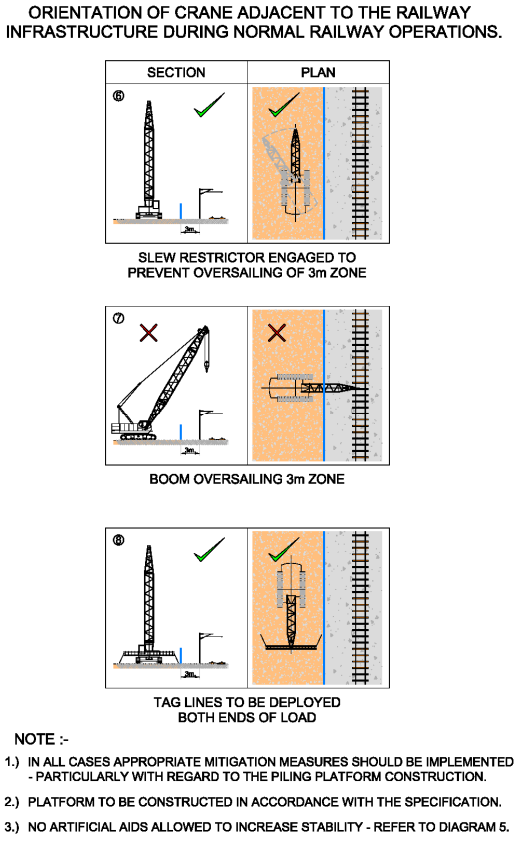 ORIENTATION OF CRANE ADJACENT TO THE RAILWAY
INFRASTRUCTURE DURING NORMAL RAILWAY OPERATIONS.
SECTION
PLAN
6
3m
SLEW RESTRICTOR ENGAGED TO
PREVENT OVERSAILING OF 3m ZONE
7
3m
BOOM OVERSAILING 3m ZONE
8
3m
TAG LINES TO BE DEPLOYED
BOTH ENDS OF LOAD
NOTE :-
1.) IN ALL CASES APPROPRIATE MITIGATION MEASURES SHOULD BE IMPLEMENTED
- PARTICULARLY WITH REGARD TO THE PILING PLATFORM CONSTRUCTION.
2.) PLATFORM TO BE CONSTRUCTED IN ACCORDANCE WITH THE SPECIFICATION.
3.) NO ARTIFICIAL AIDS ALLOWED TO INCREASE STABILITY - REFER TO DIAGRAM 5.